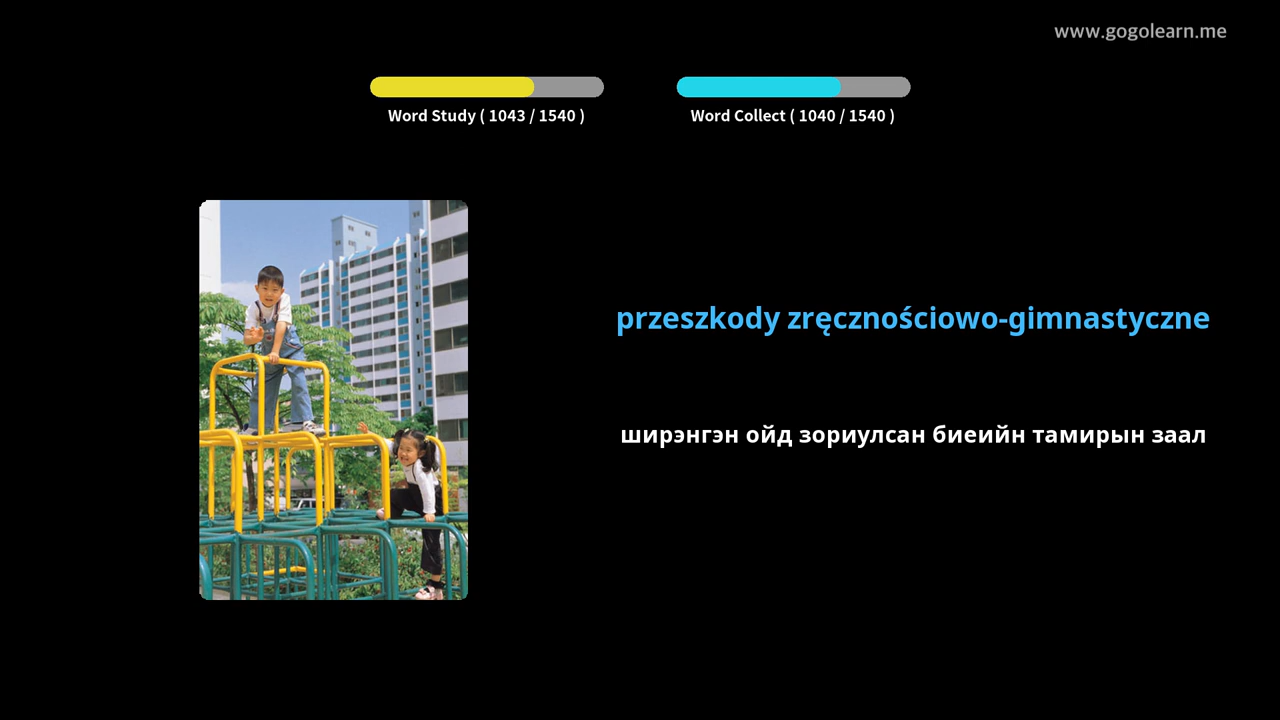 www.gogolearn.me
Word Study ( 1043 / 1540 )
Word Collect ( 1040 / 1540 )
przeszkody zręcznościowo-gimnastyczne
ширэнгэн ойд зориулсан биеийн тамирын заал